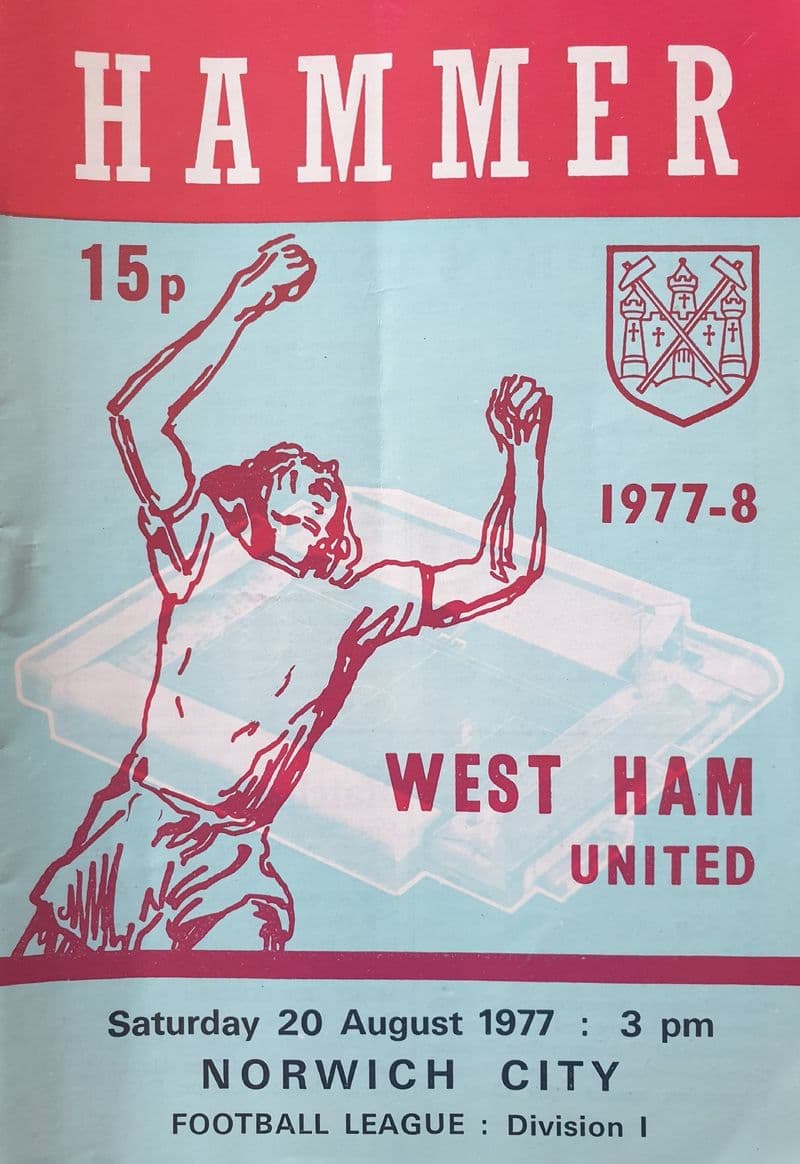 HAMMER
15p
1977-8
WEST HAM
UNITED
Saturday 20 August 1977 : 3 pm
NORWICH CITY
FOOTBALL LEAGUE : Division I